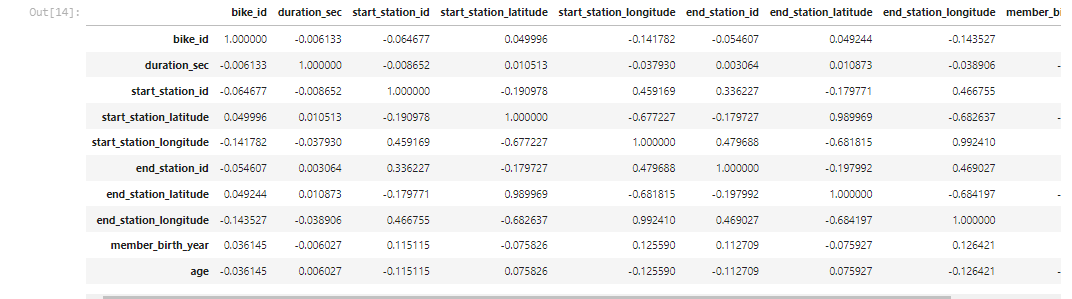 Out[14]:
bike_id duration_sec start_station_id start_station_latitude start_station_longitude end_station_id end_station_latitude end_station_longitude member_bi
bike_id 1.000000 -0.006133 -0.064677 0.049996 -0.141782 -0.054607 0.049244 -0.143527
duration_sec -0.006133 1.000000 -0.008652 0.010513 -0.037930 0.003064 0.010873 -0.038906 -
start_station_id -0.064677 -0.008652 1.000000 -0.190978 0.459169 0.336227 -0.179771 0.466755
start_station_latitude 0.049996 0.010513 -0.190978 1.000000 -0.677227 -0.179727 0.989969 -0.682637 -
start_station_longitude -0.141782 -0.037930 0.459169 -0.677227 1.000000 0.479688 -0.681815 0.992410
end_station_id -0.054607 0.003064 0.336227 -0.179727 0.479688 1.000000 -0.197992 0.469027
end_station_latitude 0.049244 0.010873 -0.179771 0.989969 -0.681815 -0.197992 1.000000 -0.684197 -
end_station_longitude -0.143527 -0.038906 0.466755 -0.682637 0.992410 0.469027 -0.684197 1.000000
member_birth_year 0.036145 -0.006027 0.115115 -0.075826 0.125590 0.112709 -0.075927 0.126421
age -0.036145 0.006027 -0.115115 0.075826 -0.125590 -0.112709 0.075927 -0.126421 -